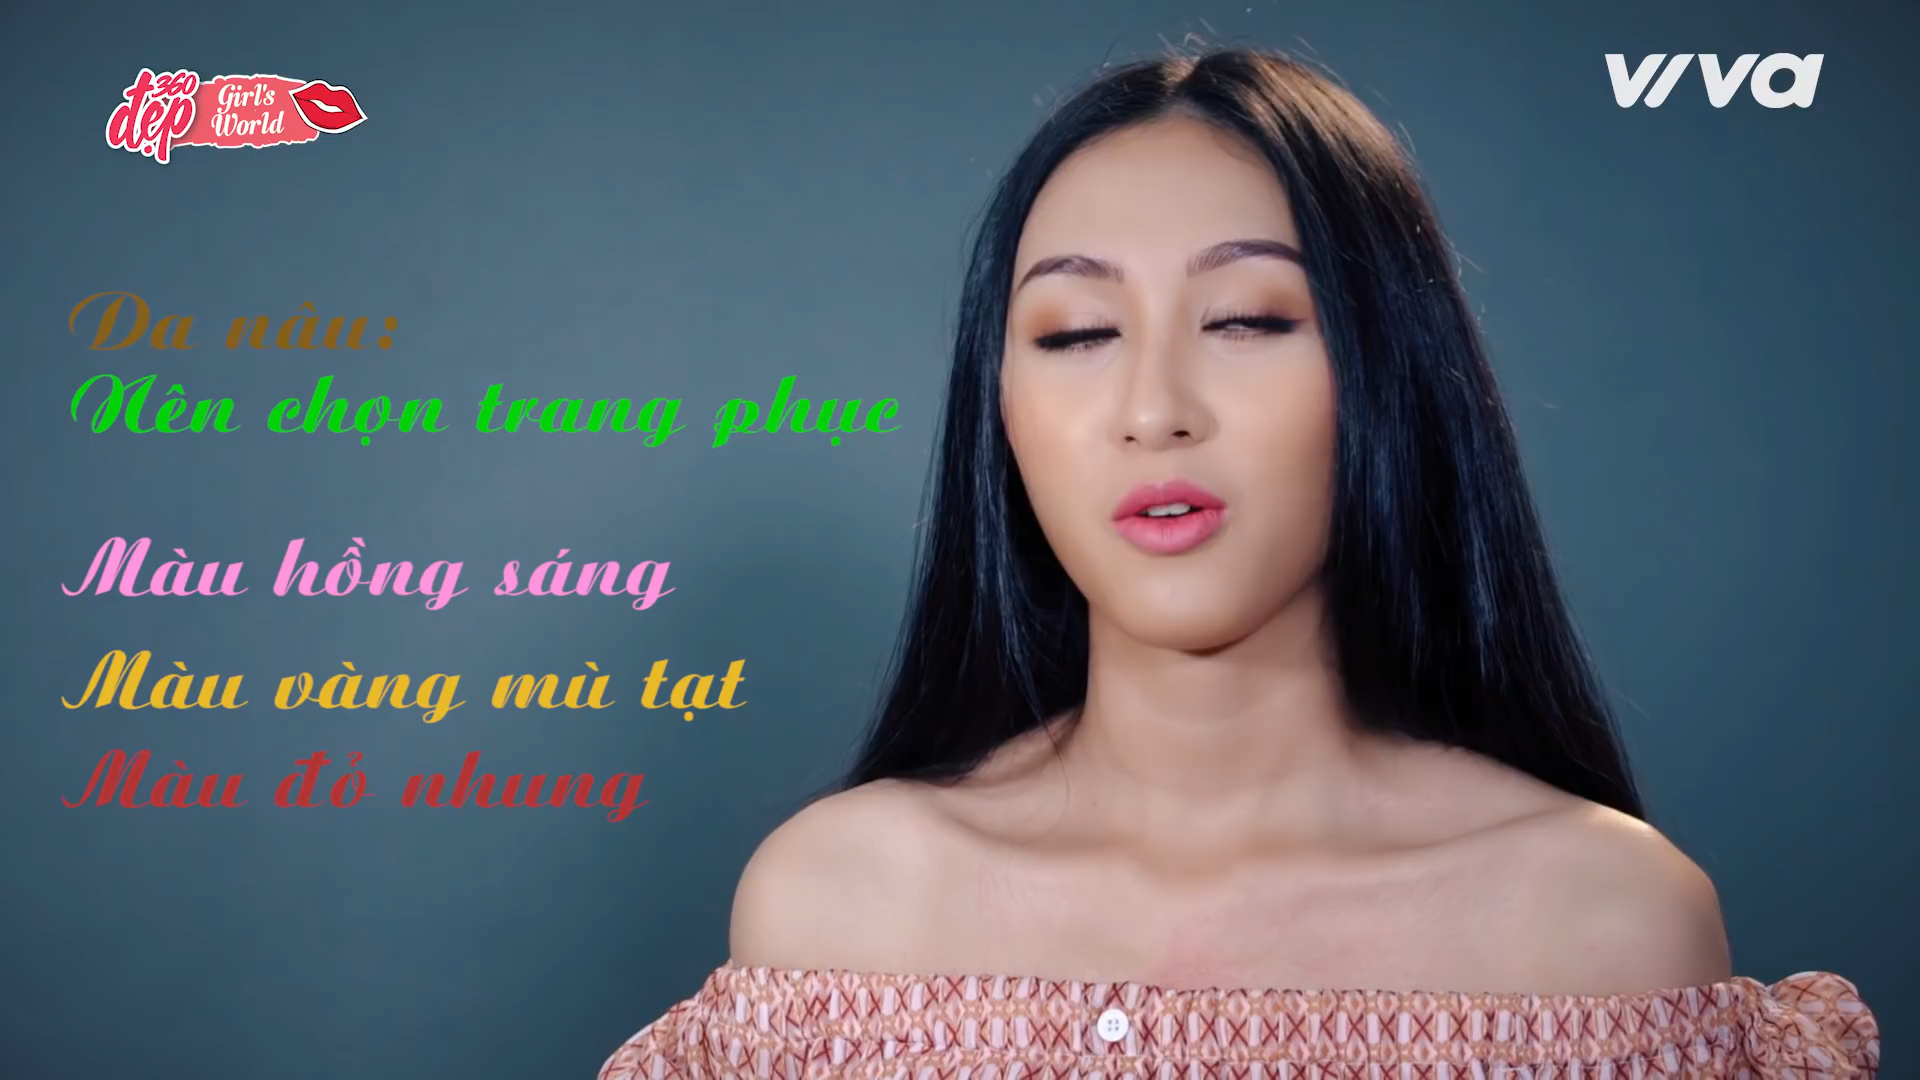 360
đẹp
Girl's
World
VIVA
Da nâu:
Nên chọn trang phục
Màu hồng sáng
Màu vàng mù tạt
Màu đỏ nhung